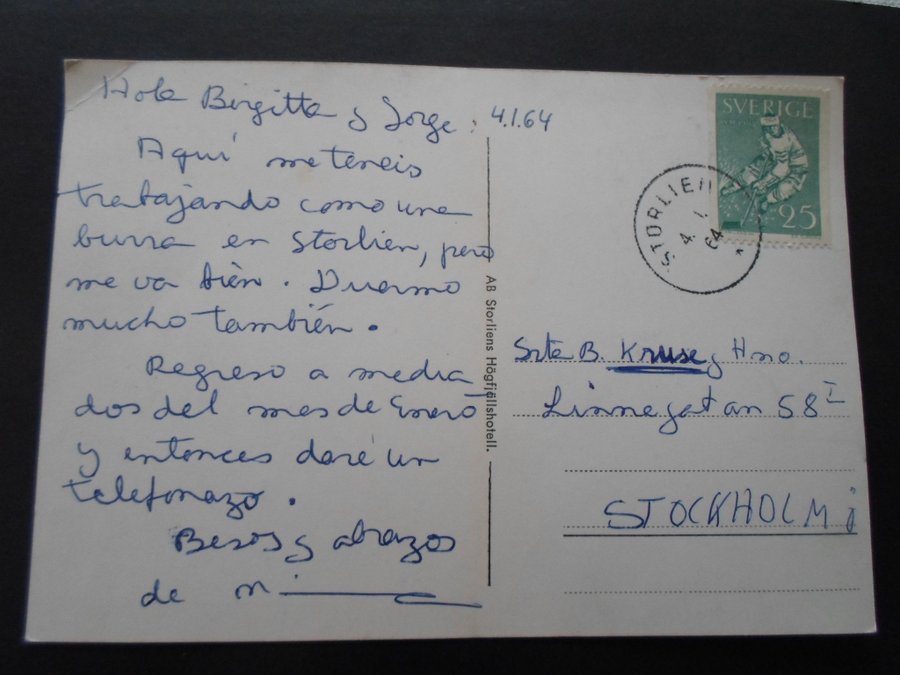 Hola Birgitta y Jorge: 4.1.64
Aquí me teneis
trabajando como una
burra en Storlien, pero
me va bién. Duermo
mucho también.
Regreso a media
dos del mes de Enero
y entonces daré un
telefonazo.
Besos y abrazos
de
AB Storliens Högfjällshotell.
SVERIGE
25
STORLIEN
4 1
64
Srta B. Kruse y Hno.
Linnegatan 58 I
STOCKHOLM